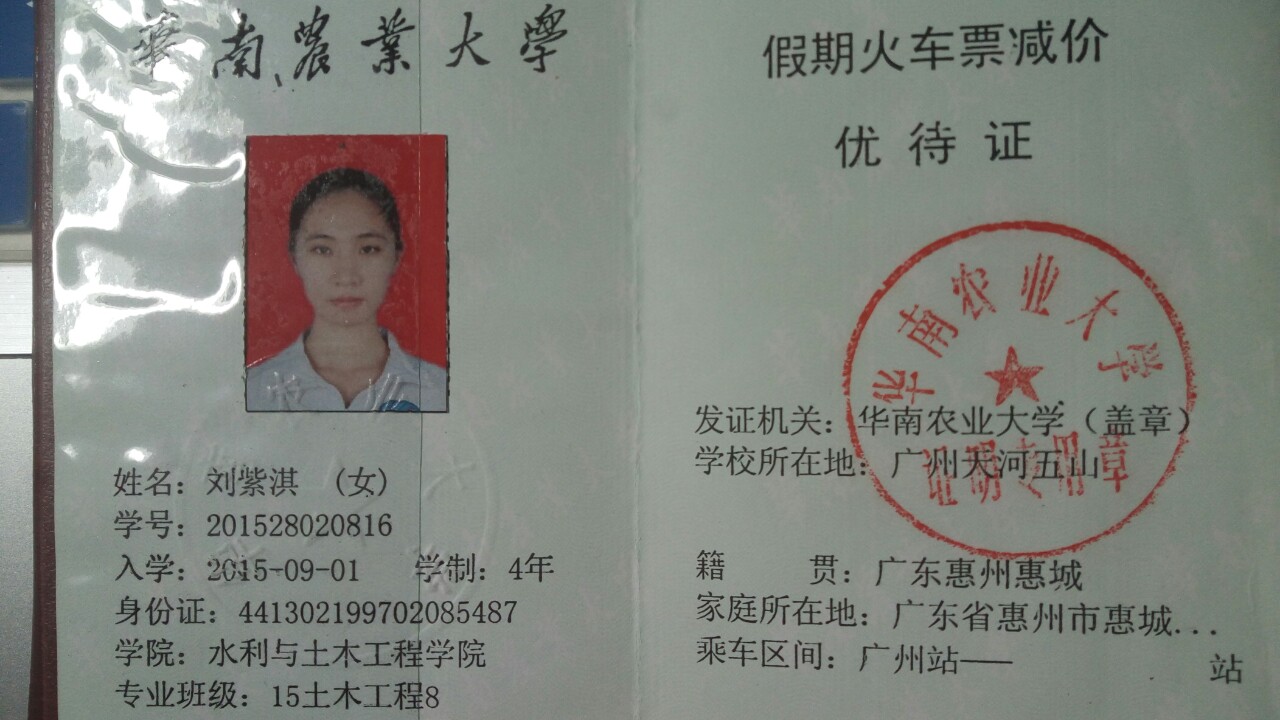 華南農業大學
姓名：刘紫淇 (女)
学号：201528020816
入学：2015-09-01 学制：4年
身份证：441302199702085487
学院：水利与土木工程学院
专业班级：15土木工程8
假期火车票减价
优待证
华南农业大学
发证机关：华南农业大学（盖章）
学校所在地：广州天河五山
籍 贯：广东惠州惠城
家庭所在地：广东省惠州市惠城...
乘车区间：广州站—— 站